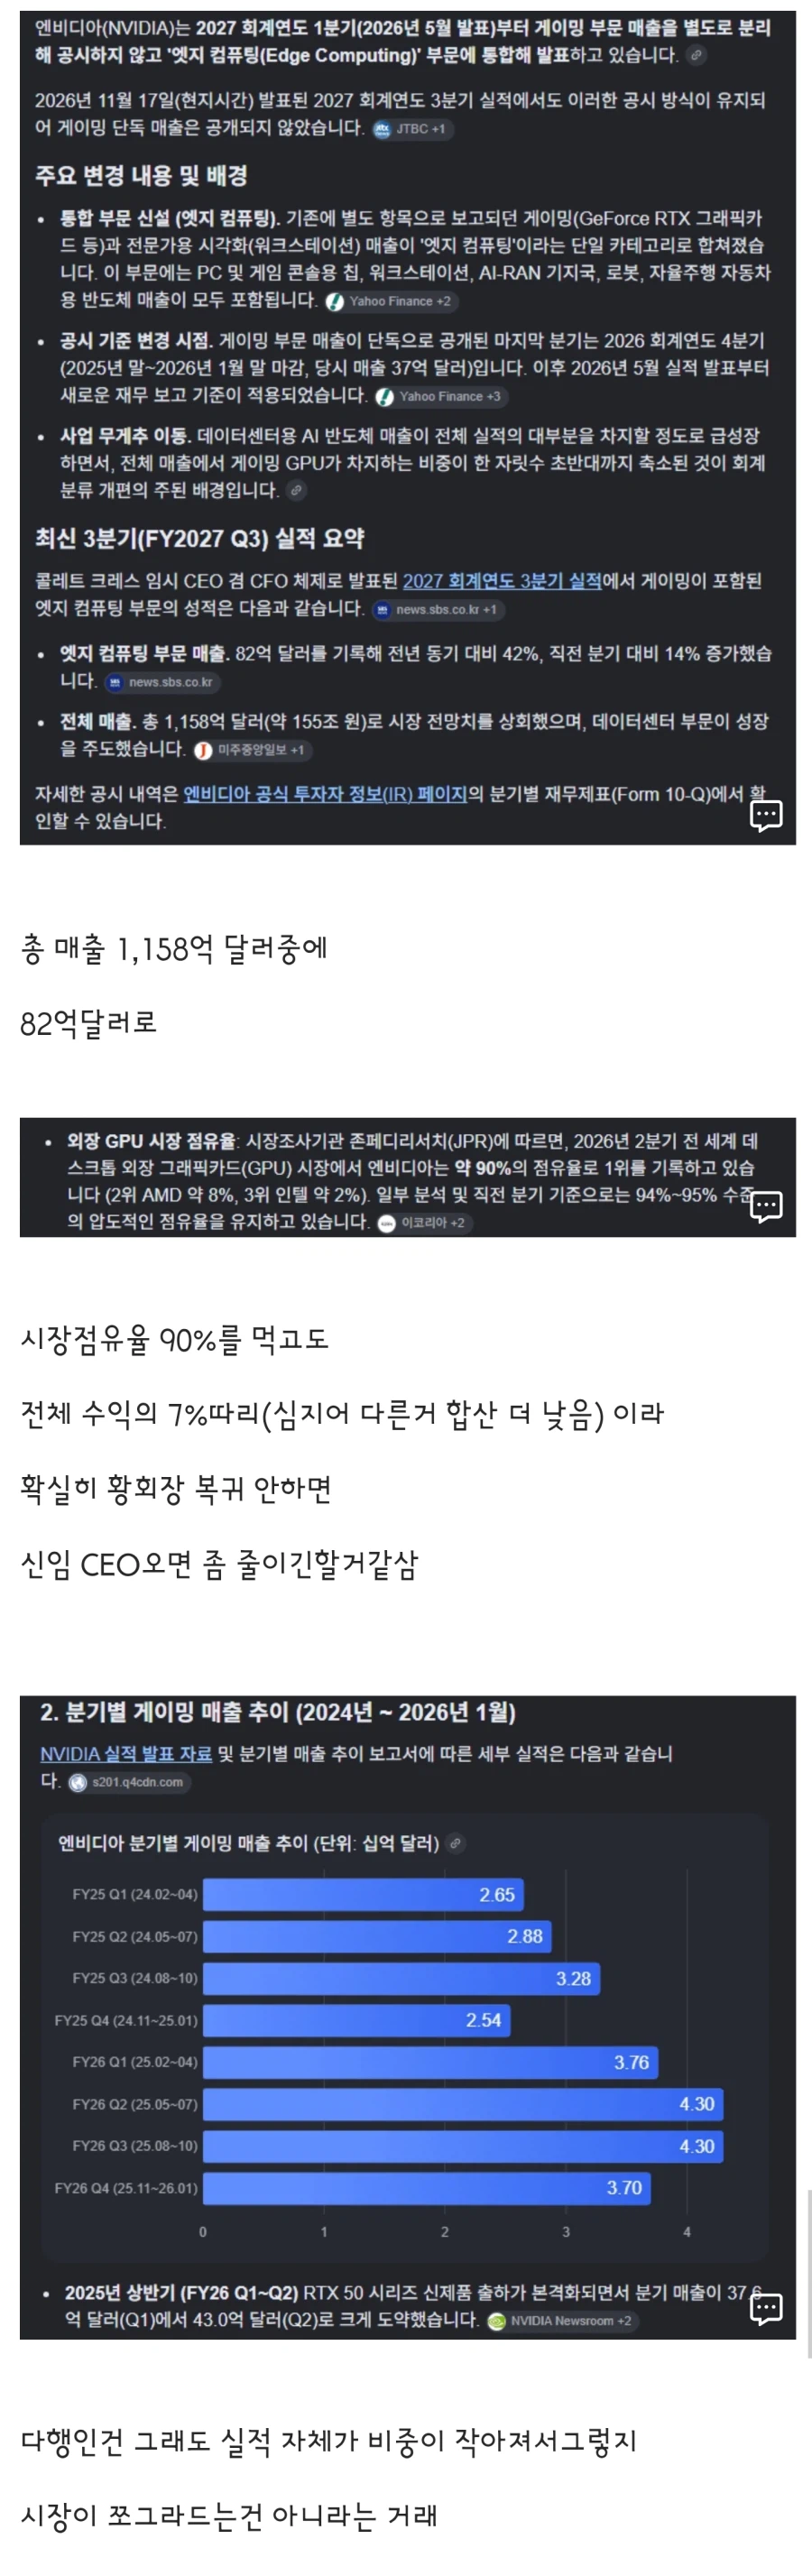 엔비디아(NVIDIA)는 2027 회계연도 1분기(2026년 5월 발표)부터 게이밍 부문 매출을 별도로 분리
해 공시하지 않고 '엣지 컴퓨팅(Edge Computing)' 부문에 통합해 발표하고 있습니다.
2026년 11월 17일(현지시간) 발표된 2027 회계연도 3분기 실적에서도 이러한 공시 방식이 유지되
어 게이밍 단독 매출은 공개되지 않았습니다. JTBC +1
주요 변경 내용 및 배경
• 통합 부문 신설 (엣지 컴퓨팅). 기존에 별도 항목으로 보고되던 게이밍(GeForce RTX 그래픽카
드 등)과 전문가용 시각화(워크스테이션) 매출이 '엣지 컴퓨팅'이라는 단일 카테고리로 합쳐졌습
니다. 이 부문에는 PC 및 게임 콘솔용 칩, 워크스테이션, AI-RAN 기지국, 로봇, 자율주행 자동차
용 반도체 매출이 모두 포함됩니다. Yahoo Finance +2
• 공시 기준 변경 시점. 게이밍 부문 매출이 단독으로 공개된 마지막 분기는 2026 회계연도 4분기
(2025년 말~2026년 1월 말 마감, 당시 매출 37억 달러)입니다. 이후 2026년 5월 실적 발표부터
새로운 재무 보고 기준이 적용되었습니다. Yahoo Finance +3
• 사업 무게추 이동. 데이터센터용 AI 반도체 매출이 전체 실적의 대부분을 차지할 정도로 급성장
하면서, 전체 매출에서 게이밍 GPU가 차지하는 비중이 한 자릿수 초반대까지 축소된 것이 회계
분류 개편의 주된 배경입니다.
최신 3분기(FY2027 Q3) 실적 요약
콜레트 크레스 임시 CEO 겸 CFO 체제로 발표된 2027 회계연도 3분기 실적에서 게이밍이 포함된
엣지 컴퓨팅 부문의 성적은 다음과 같습니다. news.sbs.co.kr +1
• 엣지 컴퓨팅 부문 매출. 82억 달러를 기록해 전년 동기 대비 42%, 직전 분기 대비 14% 증가했습
니다. news.sbs.co.kr
• 전체 매출. 총 1,158억 달러(약 155조 원)로 시장 전망치를 상회했으며, 데이터센터 부문이 성장
을 주도했습니다. 미주중앙일보 +1
자세한 공시 내역은 엔비디아 공식 투자자 정보(IR) 페이지의 분기별 재무제표(Form 10-Q)에서 확
인할 수 있습니다.
총 매출 1,158억 달러중에
82억달러로
• 외장 GPU 시장 점유율: 시장조사기관 존페디리서치(JPR)에 따르면, 2026년 2분기 전 세계 데
스크톱 외장 그래픽카드(GPU) 시장에서 엔비디아는 약 90%의 점유율로 1위를 기록하고 있습
니다 (2위 AMD 약 8%, 3위 인텔 약 2%). 일부 분석 및 직전 분기 기준으로는 94%~95% 수준
의 압도적인 점유율을 유지하고 있습니다. 이코리아 +2
시장점유율 90%를 먹고도
전체 수익의 7%따리(심지어 다른거 합산 더 낮음) 이라
확실히 황회장 복귀 안하면
신임 CEO오면 좀 줄이긴할거같삼
2. 분기별 게이밍 매출 추이 (2024년 ~ 2026년 1월)
NVIDIA 실적 발표 자료 및 분기별 매출 추이 보고서에 따른 세부 실적은 다음과 같습니
다. s201.q4cdn.com
엔비디아 분기별 게이밍 매출 추이 (단위: 십억 달러)
FY25 Q1 (24.02~04) 2.65
FY25 Q2 (24.05~07) 2.88
FY25 Q3 (24.08~10) 3.28
FY25 Q4 (24.11~25.01) 2.54
FY26 Q1 (25.02~04) 3.76
FY26 Q2 (25.05~07) 4.30
FY26 Q3 (25.08~10) 4.30
FY26 Q4 (25.11~26.01) 3.70
0 1 2 3 4
• 2025년 상반기 (FY26 Q1~Q2) RTX 50 시리즈 신제품 출하가 본격화되면서 분기 매출이 37.6
억 달러(Q1)에서 43.0억 달러(Q2)로 크게 도약했습니다. NVIDIA Newsroom +2
다행인건 그래도 실적 자체가 비중이 작아져서그렇지
시장이 쪼그라드는건 아니라는 거래